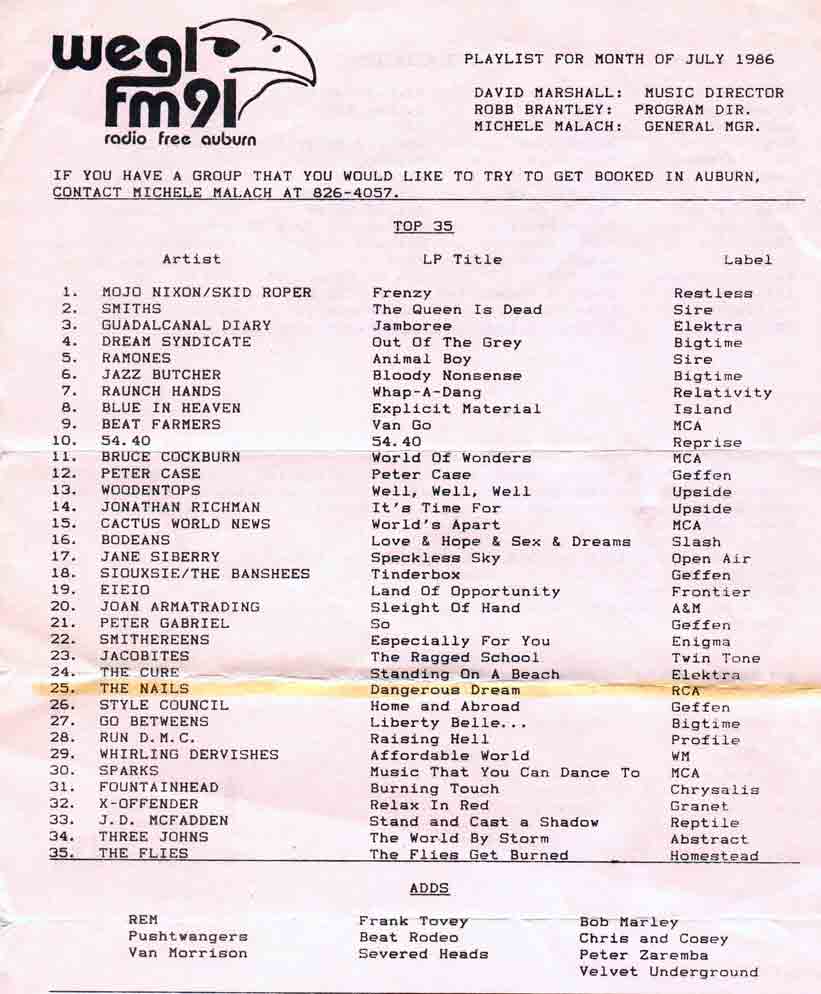 wegl
fm91
radio free auburn
PLAYLIST FOR MONTH OF JULY 1986
DAVID MARSHALL: MUSIC DIRECTOR
ROBB BRANTLEY: PROGRAM DIR.
MICHELE MALACH: GENERAL MGR.
IF YOU HAVE A GROUP THAT YOU WOULD LIKE TO TRY TO GET BOOKED IN AUBURN,
CONTACT MICHELE MALACH AT 826-4057.
TOP 35
Artist LP Title Label
1. MOJO NIXON/SKID ROPER Frenzy Restless
2. SMITHS The Queen Is Dead Sire
3. GUADALCANAL DIARY Jamboree Elektra
4. DREAM SYNDICATE Out Of The Grey Bigtime
5. RAMONES Animal Boy Sire
6. JAZZ BUTCHER Bloody Nonsense Bigtime
7. RAUNCH HANDS Whap-A-Dang Relativity
8. BLUE IN HEAVEN Explicit Material Island
9. BEAT FARMERS Van Go MCA
10. 54.40 54.40 Reprise
11. BRUCE COCKBURN World Of Wonders MCA
12. PETER CASE Peter Case Geffen
13. WOODENTOPS Well, Well, Well Upside
14. JONATHAN RICHMAN It's Time For Upside
15. CACTUS WORLD NEWS World's Apart MCA
16. BODEANS Love & Hope & Sex & Dreams Slash
17. JANE SIBERRY Speckless Sky Open Air
18. SIOUXSIE/THE BANSHEES Tinderbox Geffen
19. EIEIO Land Of Opportunity Frontier
20. JOAN ARMATRADING Sleight Of Hand A&M
21. PETER GABRIEL So Geffen
22. SMITHEREENS Especially For You Enigma
23. JACOBITES The Ragged School Twin Tone
24. THE CURE Standing On A Beach Elektra
25. THE NAILS Dangerous Dream RCA
26. STYLE COUNCIL Home and Abroad Geffen
27. GO BETWEENS Liberty Belle... Bigtime
28. RUN D.M.C. Raising Hell Profile
29. WHIRLING DERVISHES Affordable World WM
30. SPARKS Music That You Can Dance To MCA
31. FOUNTAINHEAD Burning Touch Chrysalis
32. X-OFFENDER Relax In Red Granet
33. J.D. MCFADDEN Stand and Cast a Shadow Reptile
34. THREE JOHNS The World By Storm Abstract
35. THE FLIES The Flies Get Burned Homestead
ADDS
REM Frank Tovey Bob Marley
Pushtwangers Beat Rodeo Chris and Cosey
Van Morrison Severed Heads Peter Zaremba
Velvet Underground